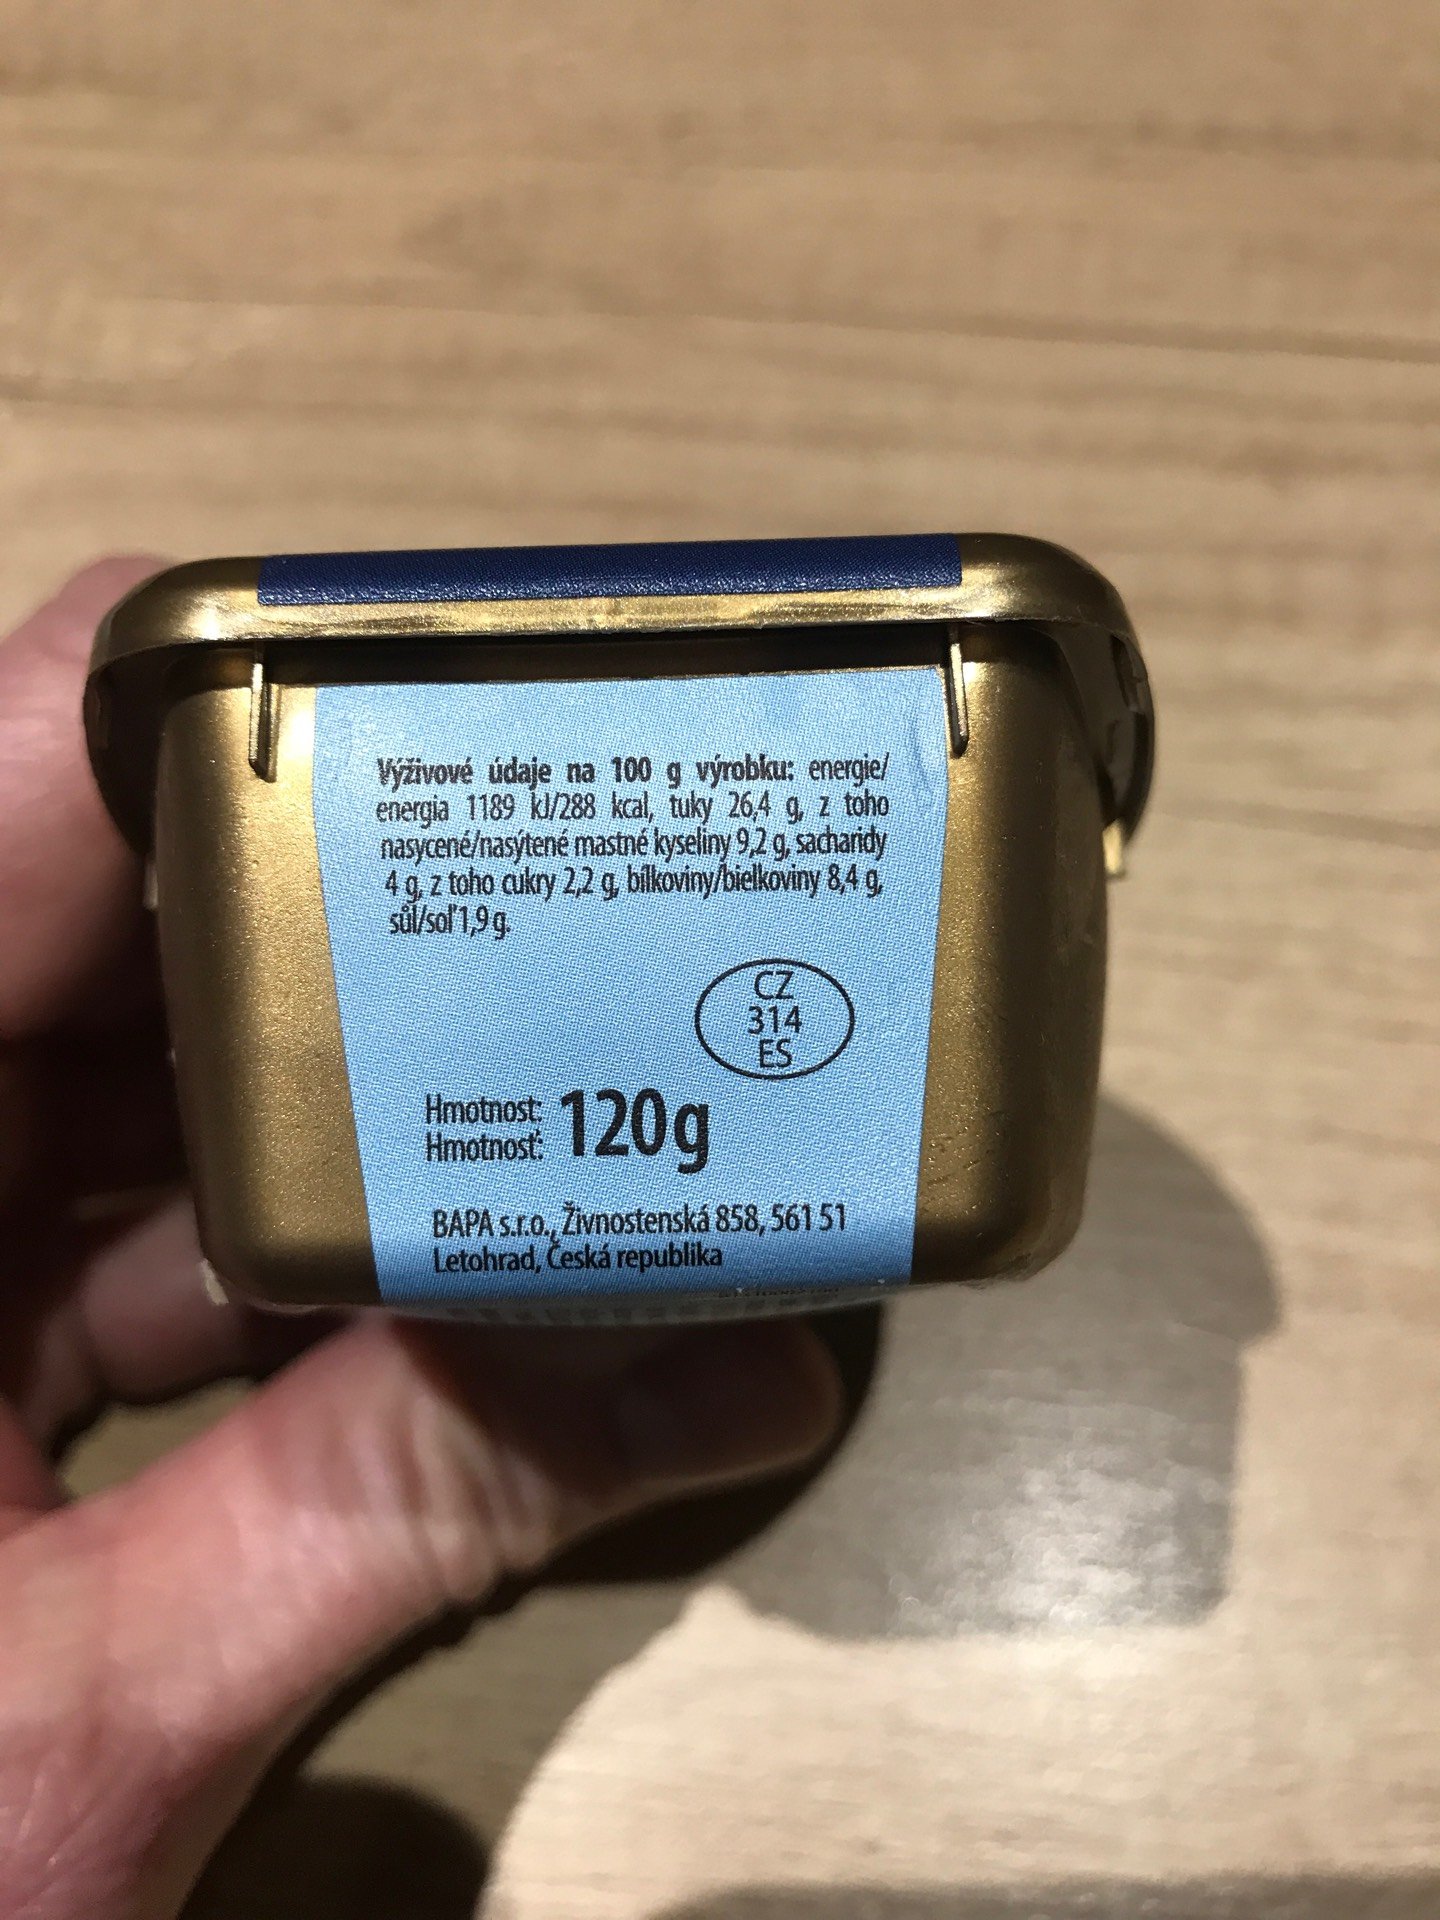 Výživové údaje na 100 g výrobku: energie/
energia 1189 kJ/288 kcal, tuky 26,4 g, z toho
nasycené/nasýtené mastné kyseliny 9,2 g, sacharidy
4 g, z toho cukry 2,2 g, bílkoviny/bielkoviny 8,4 g,
sůl/soľ 1,9 g.
CZ
314
ES
Hmotnost: 120g
Hmotnosť:
BAPA s.r.o., Živnostenská 858, 561 51
Letohrad, Česká republika